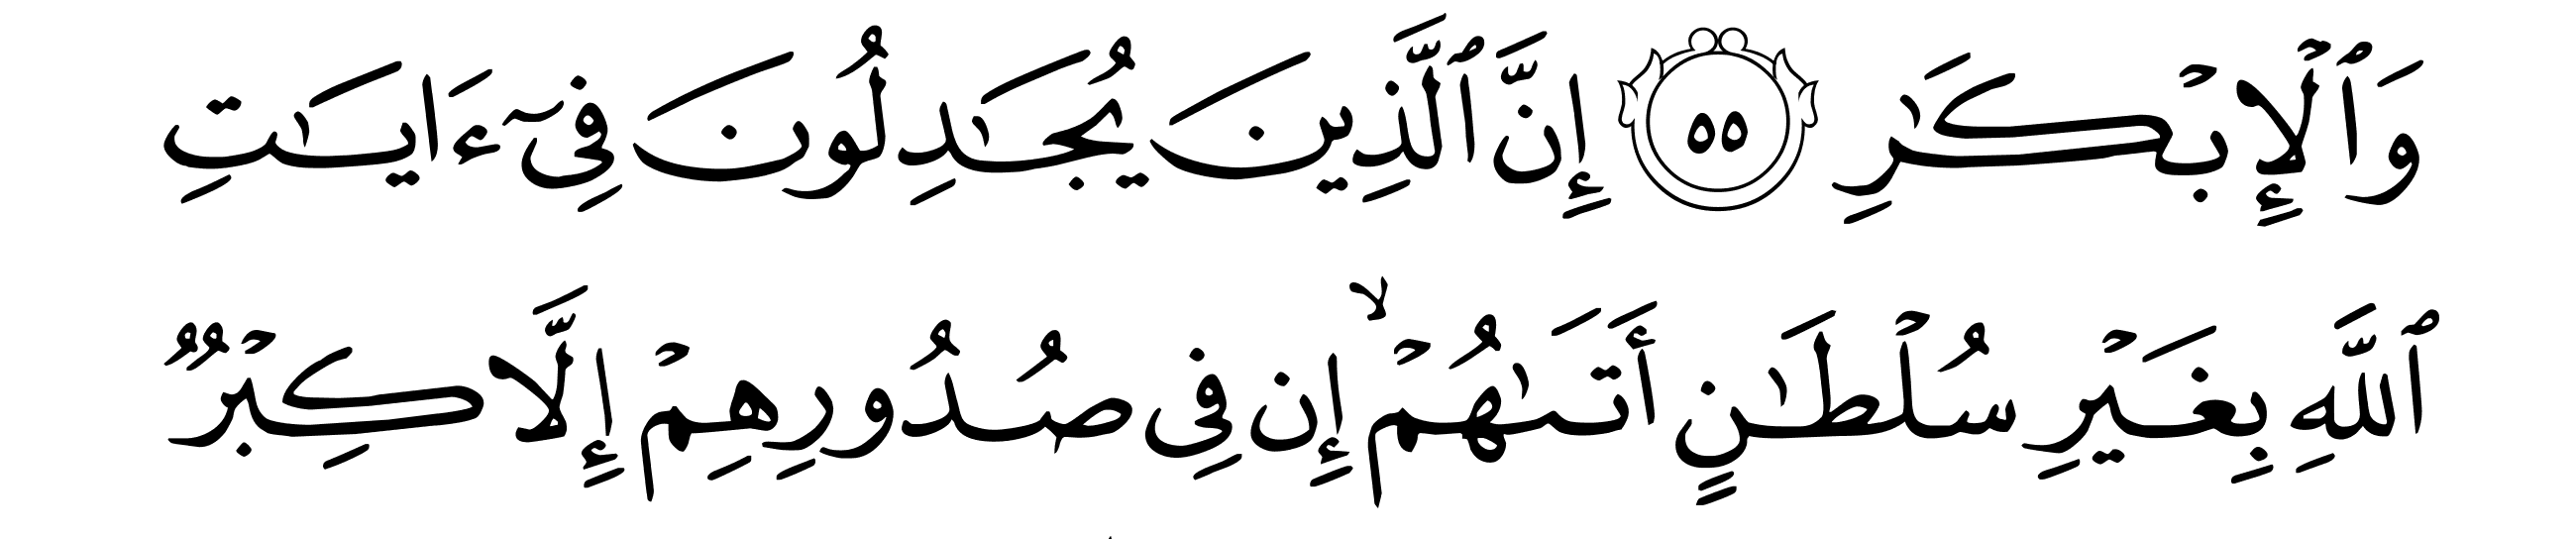 وَٱلْإِبْكَٰرِ ٥٥ إِنَّ ٱلَّذِينَ يُجَٰدِلُونَ فِىٓ ءَايَٰتِ
ٱللَّهِ بِغَيْرِ سُلْطَٰنٍ أَتَىٰهُمْ ۙ إِن فِى صُدُورِهِمْ إِلَّا كِبْرٌ